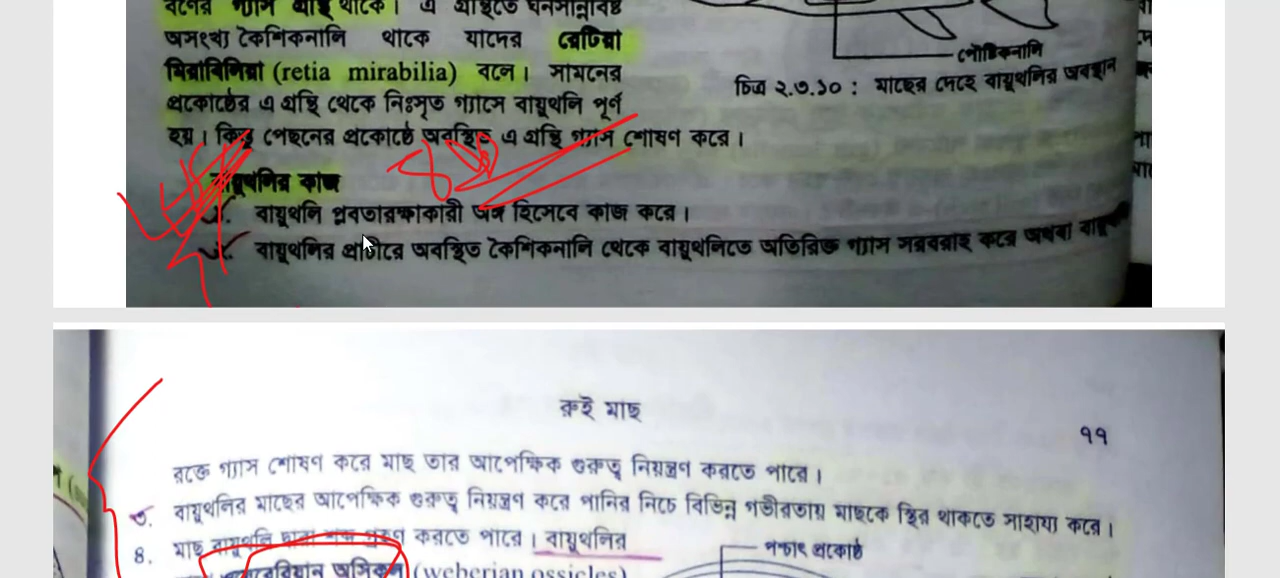 বর্ণের গ্যাস গ্রন্থি থাকে। এ গ্রন্থিতে ঘনসন্নিবিষ্ট
অসংখ্য কৈশিকনালি থাকে যাদের রেটিয়া
মিরাবিলিয়া (retia mirabilia) বলে। সামনের
প্রকোষ্ঠের এ গ্রন্থি থেকে নিঃসৃত গ্যাসে বায়ুথলি পূর্ণ
হয়। কিন্তু পেছনের প্রকোষ্ঠে অবস্থিত এ গ্রন্থি গ্যাস শোষণ করে।
পৌষ্টিকনালি
চিত্র ২.৩.১০ : মাছের দেহে বায়ুথলির অবস্থান
বায়ুথলির কাজ
বায়ুথলি প্লবতারক্ষাকারী অঙ্গ হিসেবে কাজ করে।
বায়ুথলির প্রাচীরে অবস্থিত কৈশিকনালি থেকে বায়ুথলিতে অতিরিক্ত গ্যাস সরবরাহ করে অথবা
রুই মাছ
৭৭
রক্তে গ্যাস শোষণ করে মাছ তার আপেক্ষিক গুরুত্ব নিয়ন্ত্রণ করতে পারে।
৩. বায়ুথলির মাছের আপেক্ষিক গুরুত্ব নিয়ন্ত্রণ করে পানির নিচে বিভিন্ন গভীরতায় মাছকে স্থির থাকতে সাহায্য করে।
৪. মাছ বায়ুথলি দ্বারা শব্দ গ্রহণ করতে পারে। বায়ুথলির
পশ্চাৎ প্রকোষ্ঠ
(weberian ossicles)